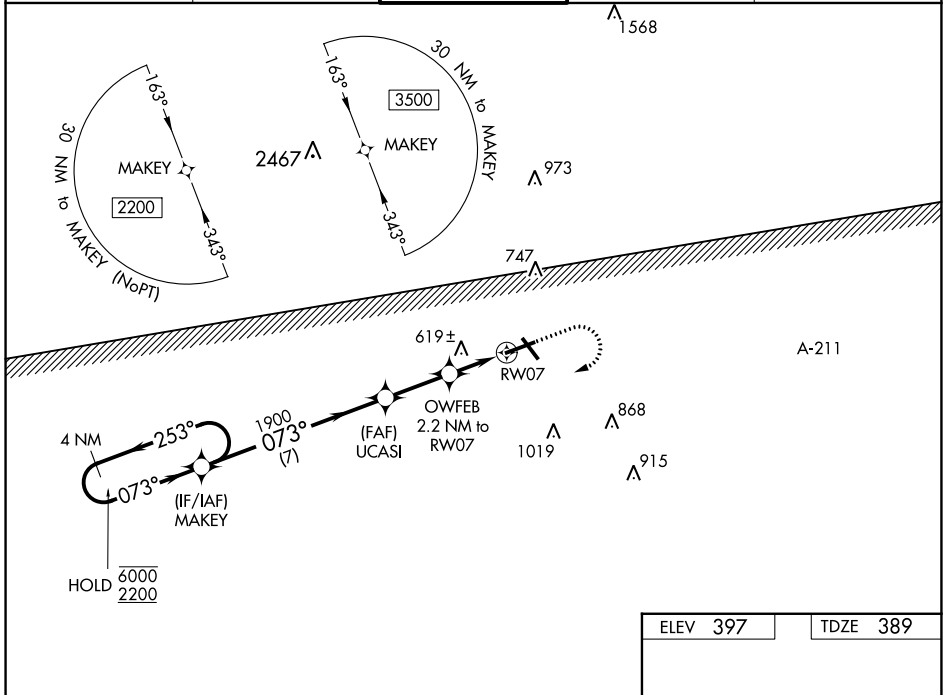 1568
163°
MAKEY
2200
343°
30 NM to MAKEY (NoPT)
163°
30 NM to MAKEY
3500
MAKEY
343°
2467
973
747
619±
RW07
A-211
OWFEB
2.2 NM to
RW07
(FAF)
UCASI
1900
073°
(7)
868
1019
915
4 NM
253°
073°
(IF/IAF)
MAKEY
HOLD 6000
2200
ELEV 397
TDZE 389